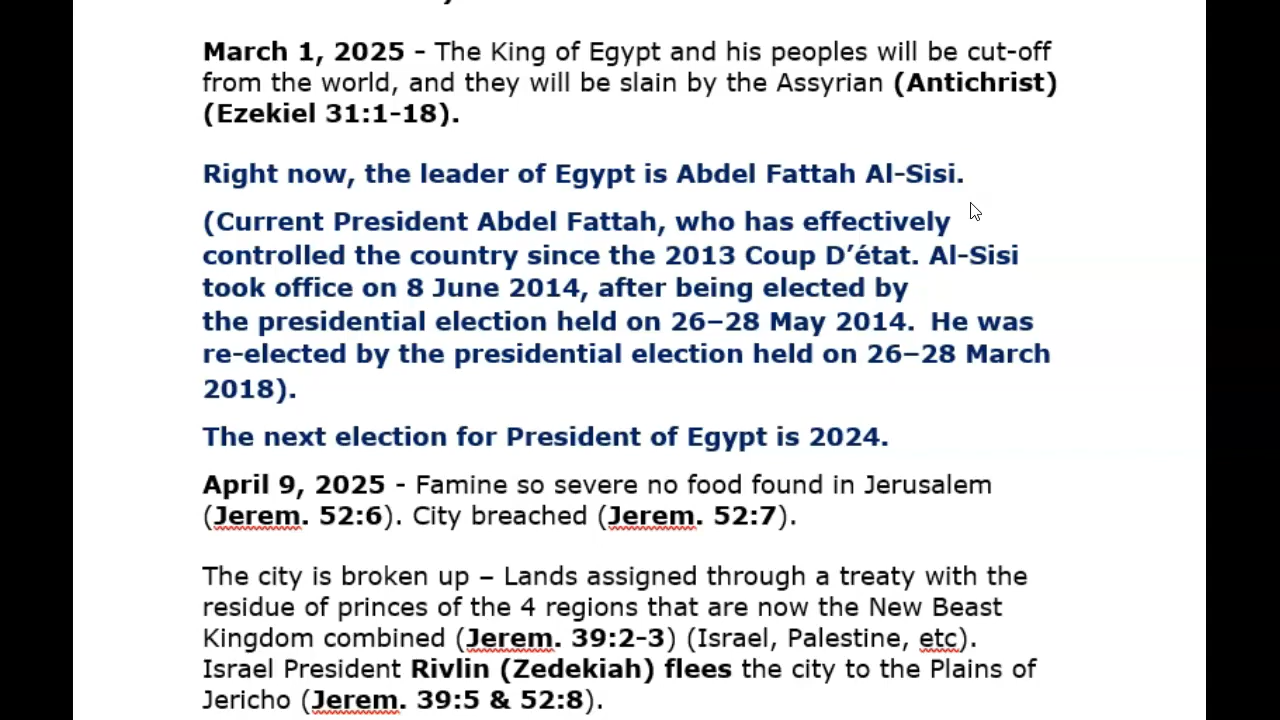 March 1, 2025 - The King of Egypt and his peoples will be cut-off
from the world, and they will be slain by the Assyrian (Antichrist)
(Ezekiel 31:1-18).
Right now, the leader of Egypt is Abdel Fattah Al-Sisi.
(Current President Abdel Fattah, who has effectively
controlled the country since the 2013 Coup D’état. Al-Sisi
took office on 8 June 2014, after being elected by
the presidential election held on 26–28 May 2014. He was
re-elected by the presidential election held on 26–28 March
2018).
The next election for President of Egypt is 2024.
April 9, 2025 - Famine so severe no food found in Jerusalem
(Jerem. 52:6). City breached (Jerem. 52:7).
The city is broken up – Lands assigned through a treaty with the
residue of princes of the 4 regions that are now the New Beast
Kingdom combined (Jerem. 39:2-3) (Israel, Palestine, etc).
Israel President Rivlin (Zedekiah) flees the city to the Plains of
Jericho (Jerem. 39:5 & 52:8).